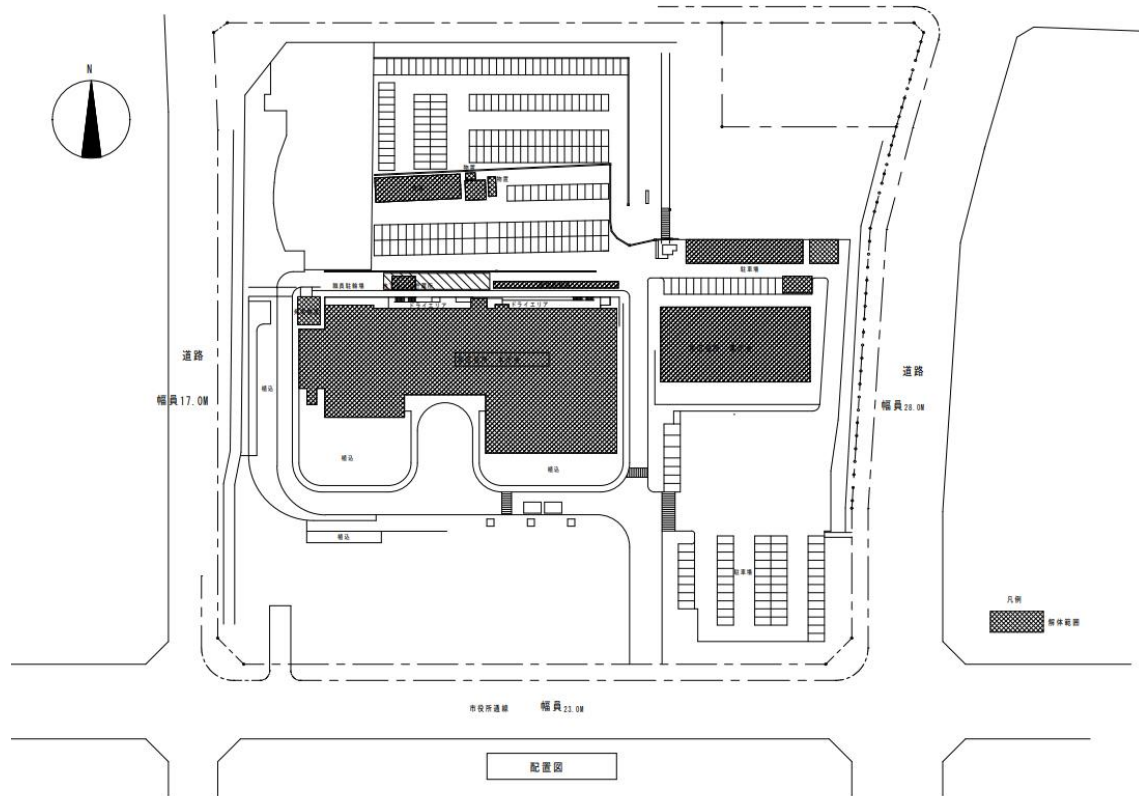 N
物置
物置
駐車場
職員駐輪場
ドライエリア
ドライエリア
道路
幅員17.0M
植込
道路
幅員28.0M
植込
植込
植込
駐車場
凡例
解体範囲
市役所通線
幅員23.0M
配置図